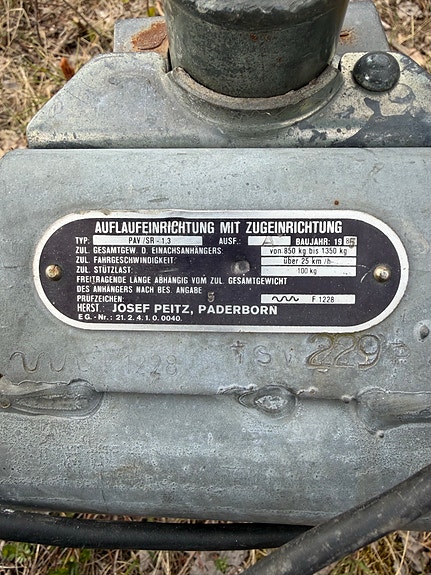 AUFLAUFEINRICHTUNG MIT ZUGEINRICHTUNG
TYP: PAV/SR-1.3 AUSF.: BAUJAHR: 19
ZUL. GESAMTGEW. D. EINACHSANHÄNGERS: von 850 kg bis 1350 kg
ZUL. FAHRGESCHWINDIGKEIT: über 25 km/h
ZUL. STÜTZLAST: 100 kg
FREITRAGENDE LÄNGE ABHÄNGIG VOM ZUL. GESAMTGEWICHT
DES ANHÄNGERS NACH BES. ANGABE
PRÜFZEICHEN: F 1228
HERST.: JOSEF PEITZ, PADERBORN
EG.-Nr.: 21.2.4.1.0.0040.
1228 TSV 229